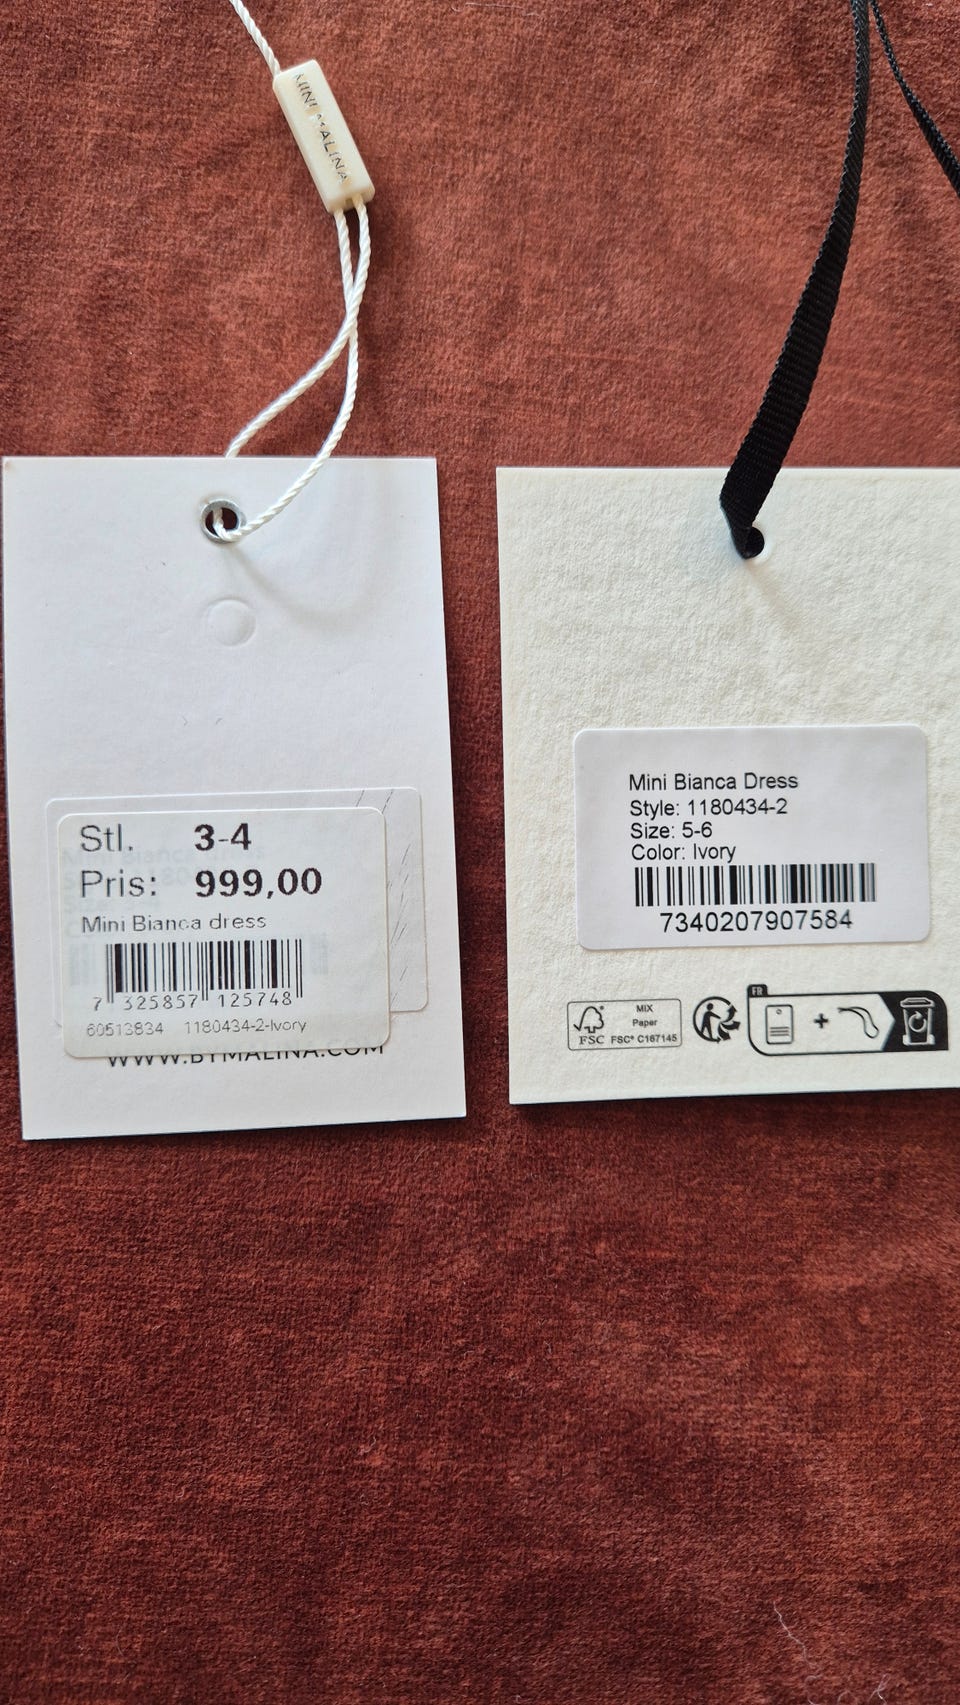 MINI MALINA
Stl. 3-4
Pris: 999,00
Mini Bianca dress
7 325857 125748
60513834 1180434-2-Ivory
WWW.BYMALINA.COM
Mini Bianca Dress
Style: 1180434-2
Size: 5-6
Color: Ivory
7340207907584
FSC
MIX
Paper
FSC® C167145
FR